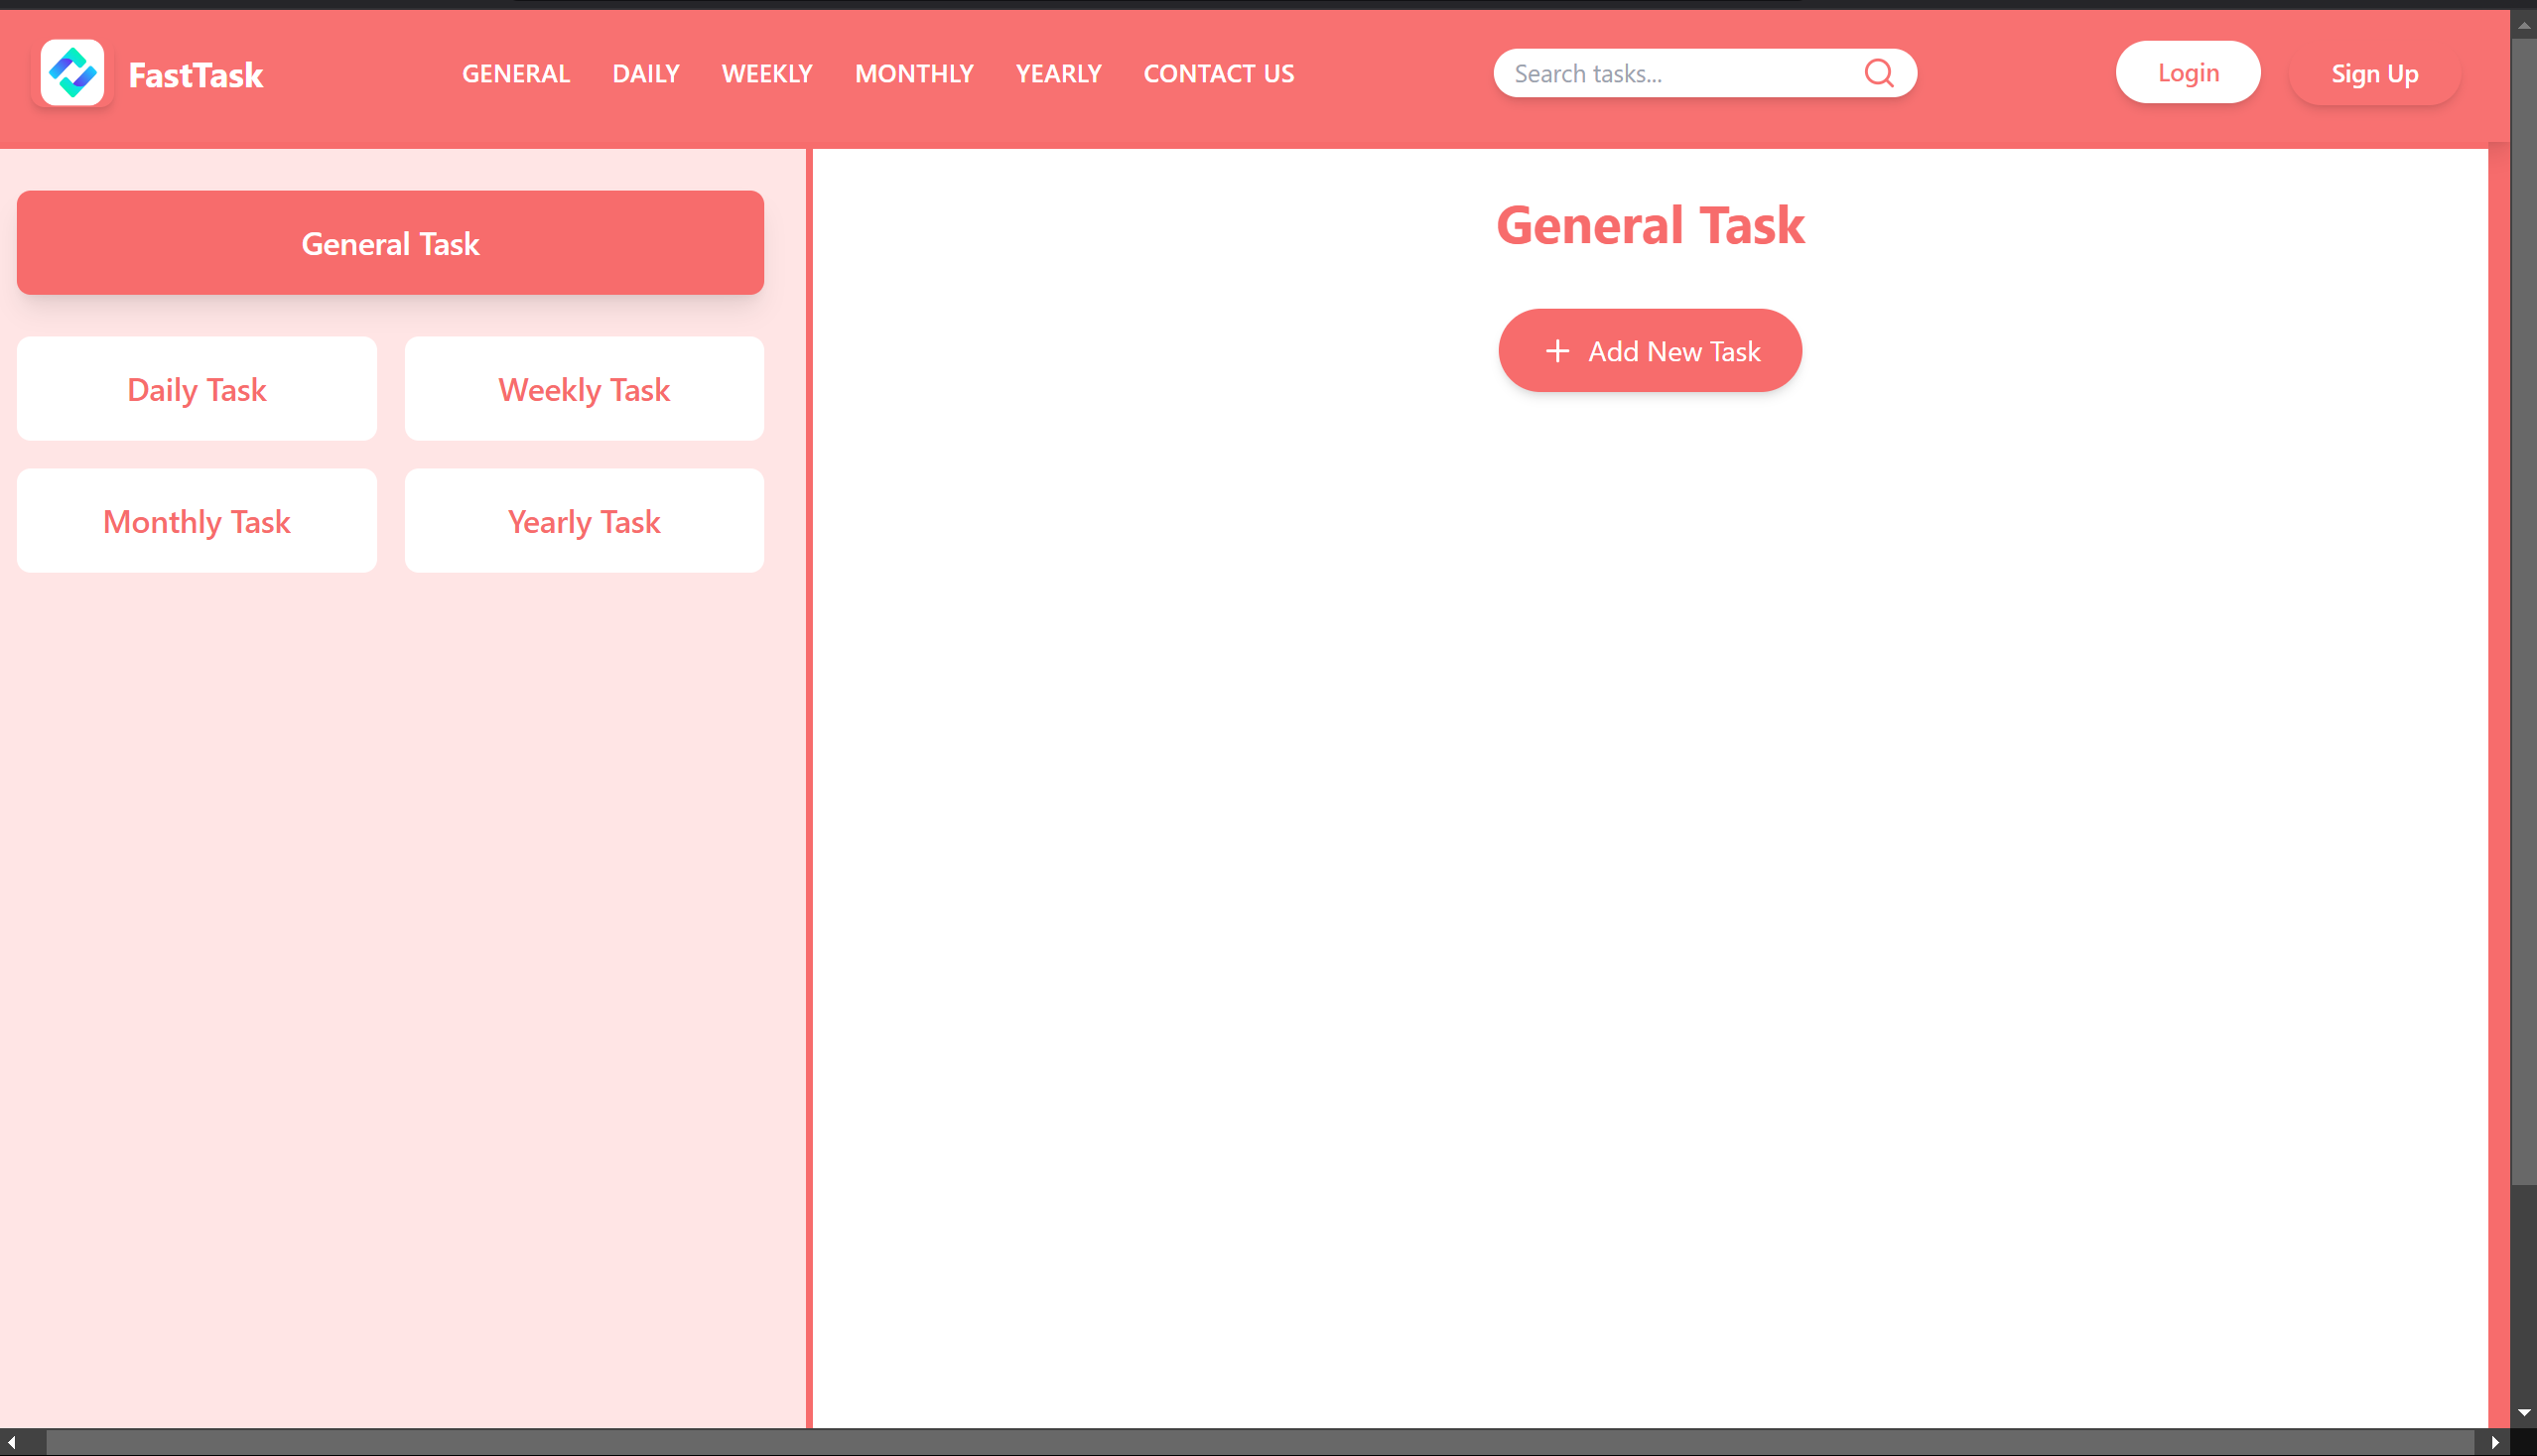 FastTask
GENERAL DAILY WEEKLY MONTHLY YEARLY CONTACT US
Search tasks...
Login
Sign Up
General Task
Daily Task
Weekly Task
Monthly Task
Yearly Task
General Task
Add New Task